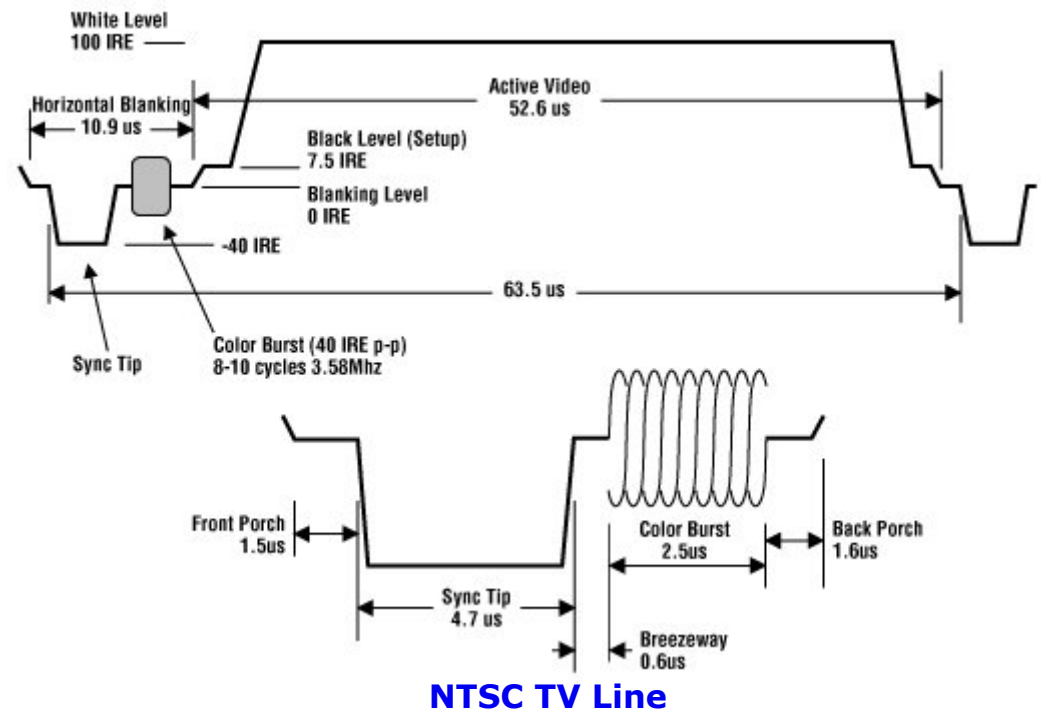 White Level
100 IRE
Active Video
52.6 us
Horizontal Blanking
10.9 us
Black Level (Setup)
7.5 IRE
Blanking Level
0 IRE
-40 IRE
63.5 us
Sync Tip
Color Burst (40 IRE p-p)
8-10 cycles 3.58Mhz
Front Porch
1.5us
Color Burst
2.5us
Back Porch
1.6us
Sync Tip
4.7 us
Breezeway
0.6us
NTSC TV Line